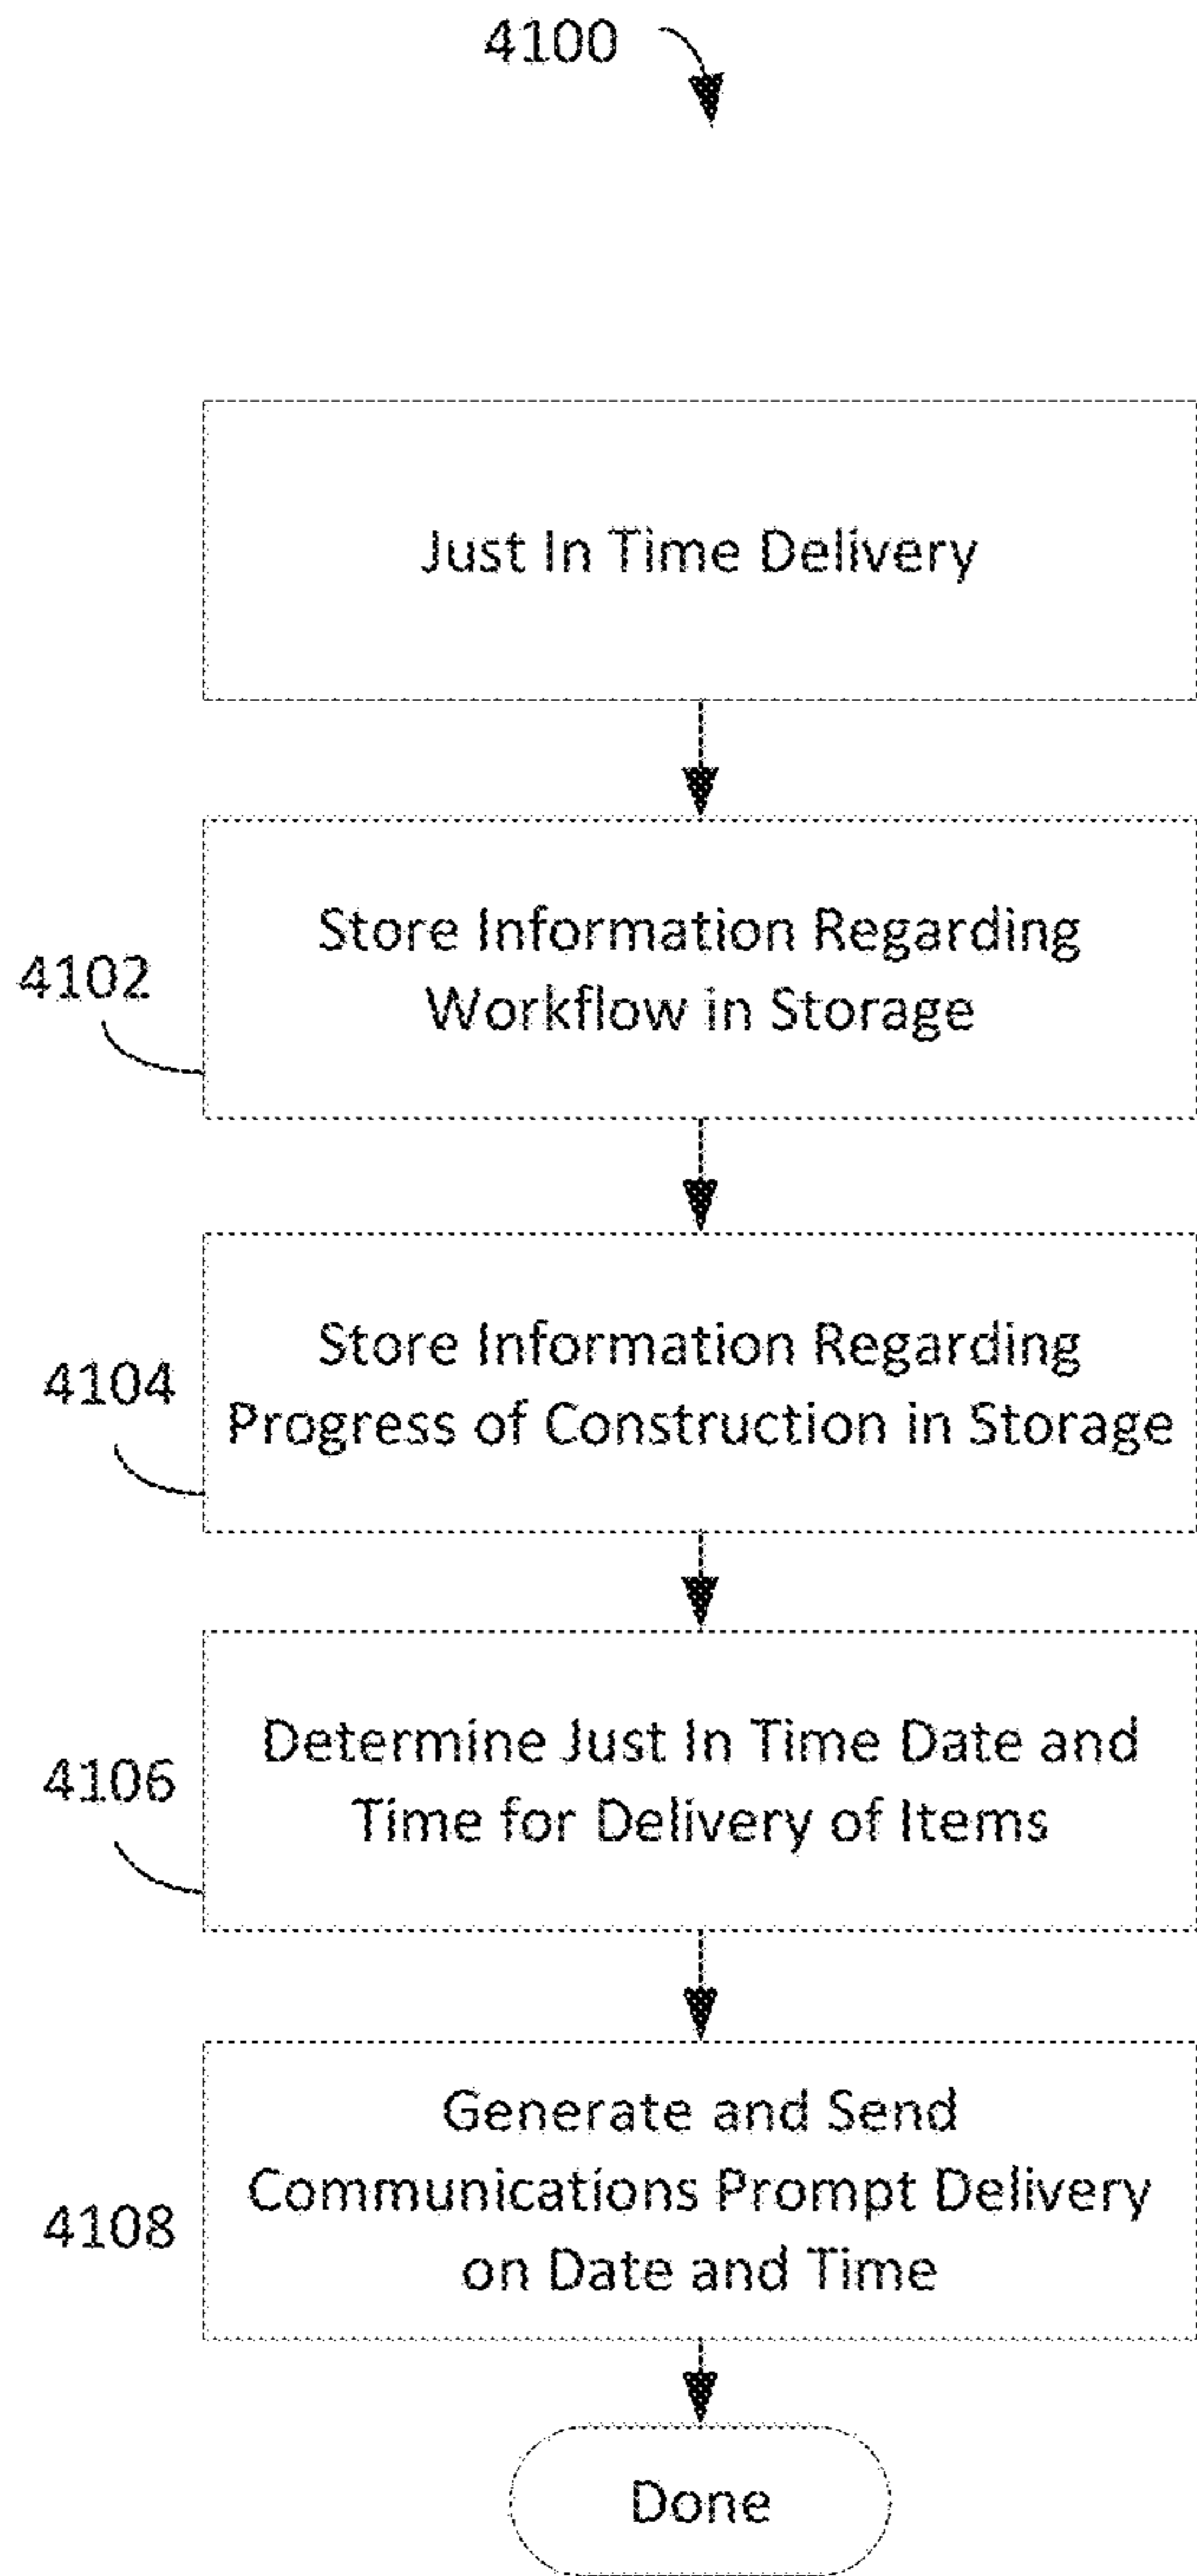 4100
Just In Time Delivery
Store Information Regarding
Workflow in Storage
4102
Store Information Regarding
Progress of Construction in Storage
4104
Determine Just In Time Date and
Time for Delivery of Items
4106
Generate and Send
Communications Prompt Delivery
on Date and Time
4108
Done